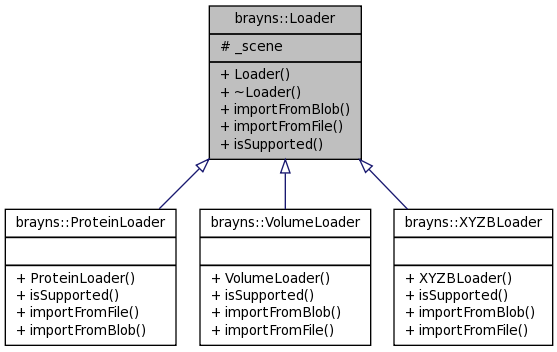 brayns::Loader
# _scene
+ Loader()
+ ~Loader()
+ importFromBlob()
+ importFromFile()
+ isSupported()
brayns::ProteinLoader
+ ProteinLoader()
+ isSupported()
+ importFromFile()
+ importFromBlob()
brayns::VolumeLoader
+ VolumeLoader()
+ isSupported()
+ importFromBlob()
+ importFromFile()
brayns::XYZBLoader
+ XYZBLoader()
+ isSupported()
+ importFromBlob()
+ importFromFile()